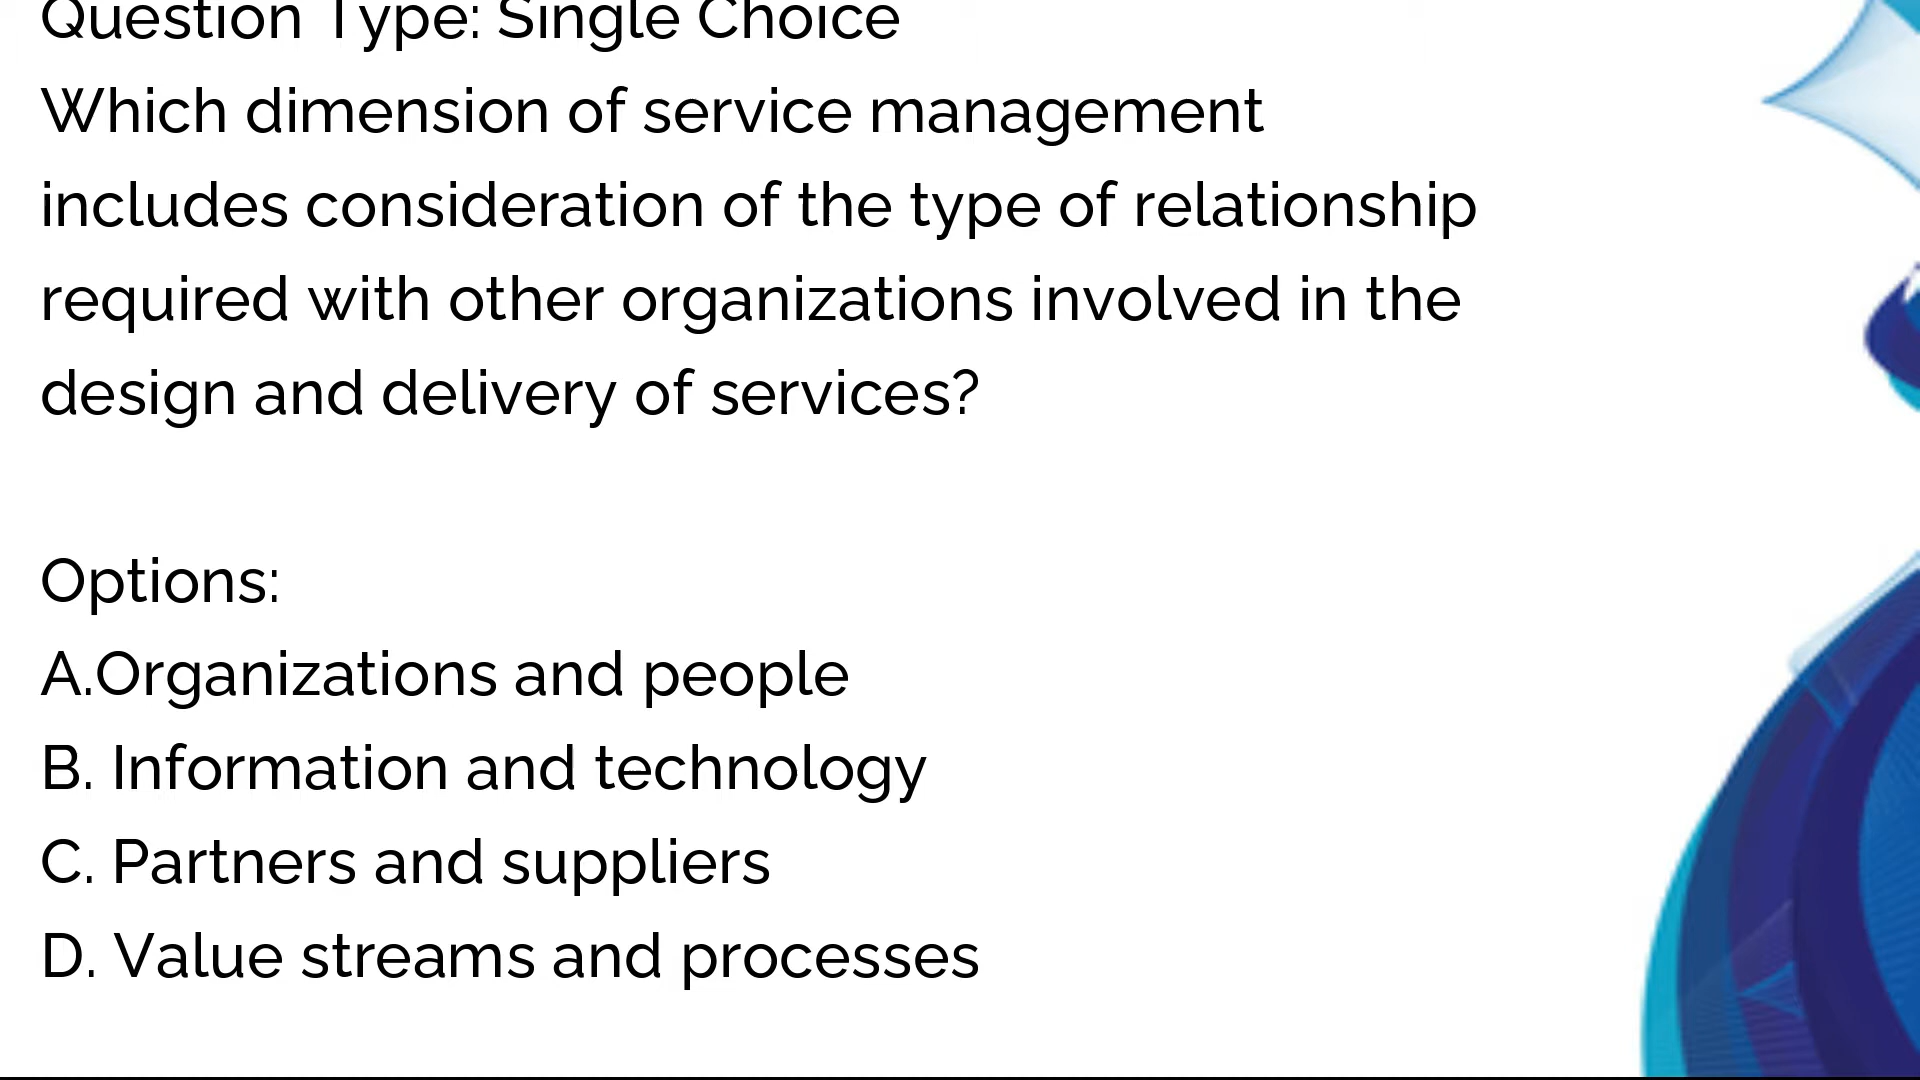 Question Type: Single Choice
Which dimension of service management
includes consideration of the type of relationship
required with other organizations involved in the
design and delivery of services?
Options:
A.Organizations and people
B. Information and technology
C. Partners and suppliers
D. Value streams and processes